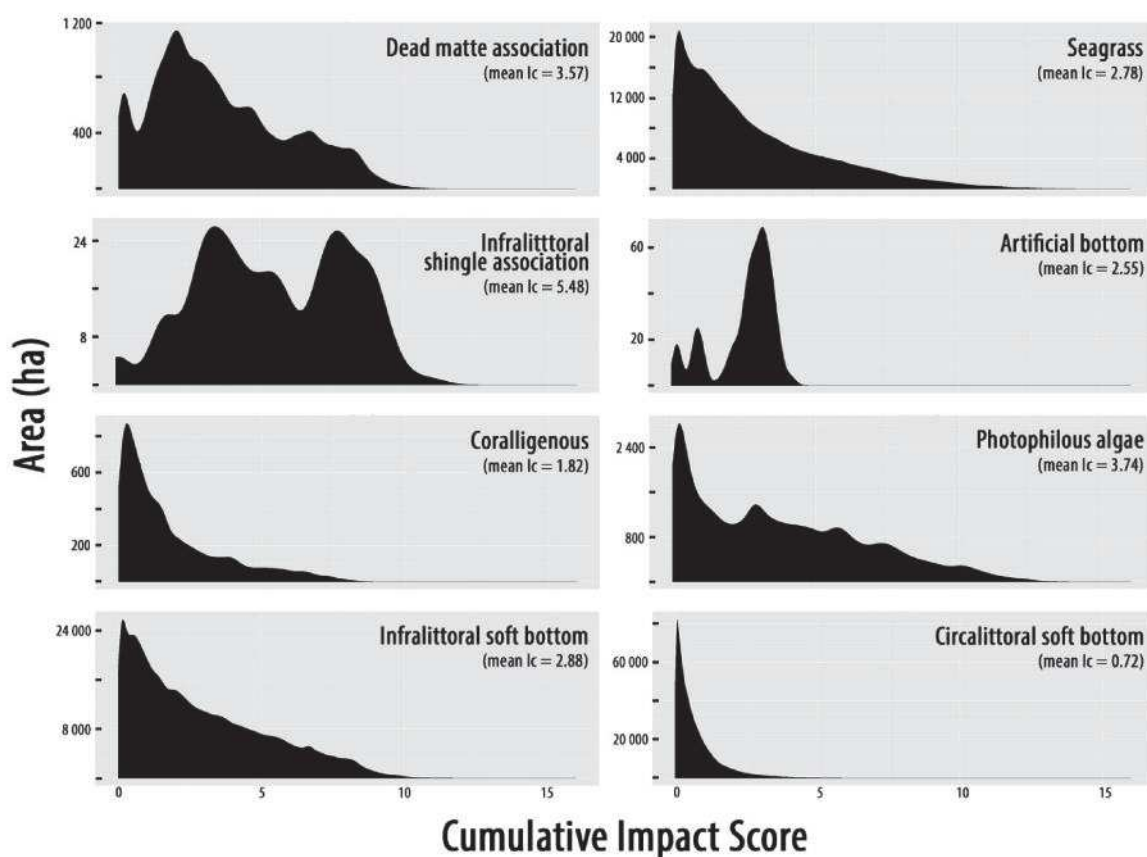 Area (ha)
1 200
400
Dead matte association
(mean Ic = 3.57)
20 000
12 000
4 000
Seagrass
(mean Ic = 2.78)
24
8
Infralitttoral
shingle association
(mean Ic = 5.48)
60
20
Artificial bottom
(mean Ic = 2.55)
600
200
Coralligenous
(mean Ic = 1.82)
2 400
800
Photophilous algae
(mean Ic = 3.74)
24 000
8 000
Infralittoral soft bottom
(mean Ic = 2.88)
0 5 10 15
60 000
20 000
Circalittoral soft bottom
(mean Ic = 0.72)
0 5 10 15
Cumulative Impact Score